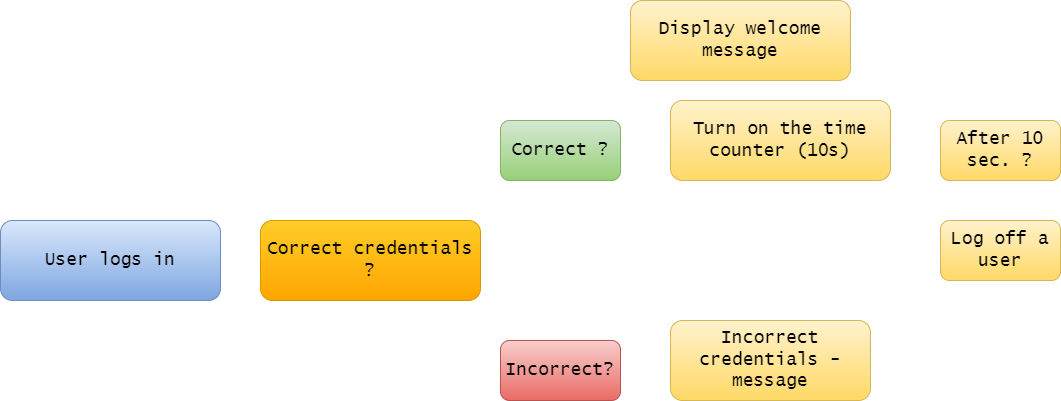 Display welcome
message
Correct ?
Turn on the time
counter (10s)
After 10
sec. ?
User logs in
Correct credentials
?
Log off a
user
Incorrect?
Incorrect
credentials -
message